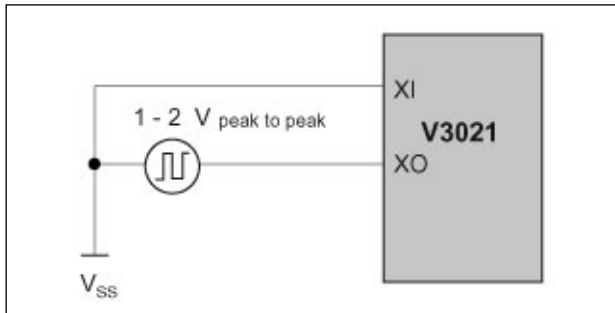 XI
1 - 2 V peak to peak
V3021
XO
VSS